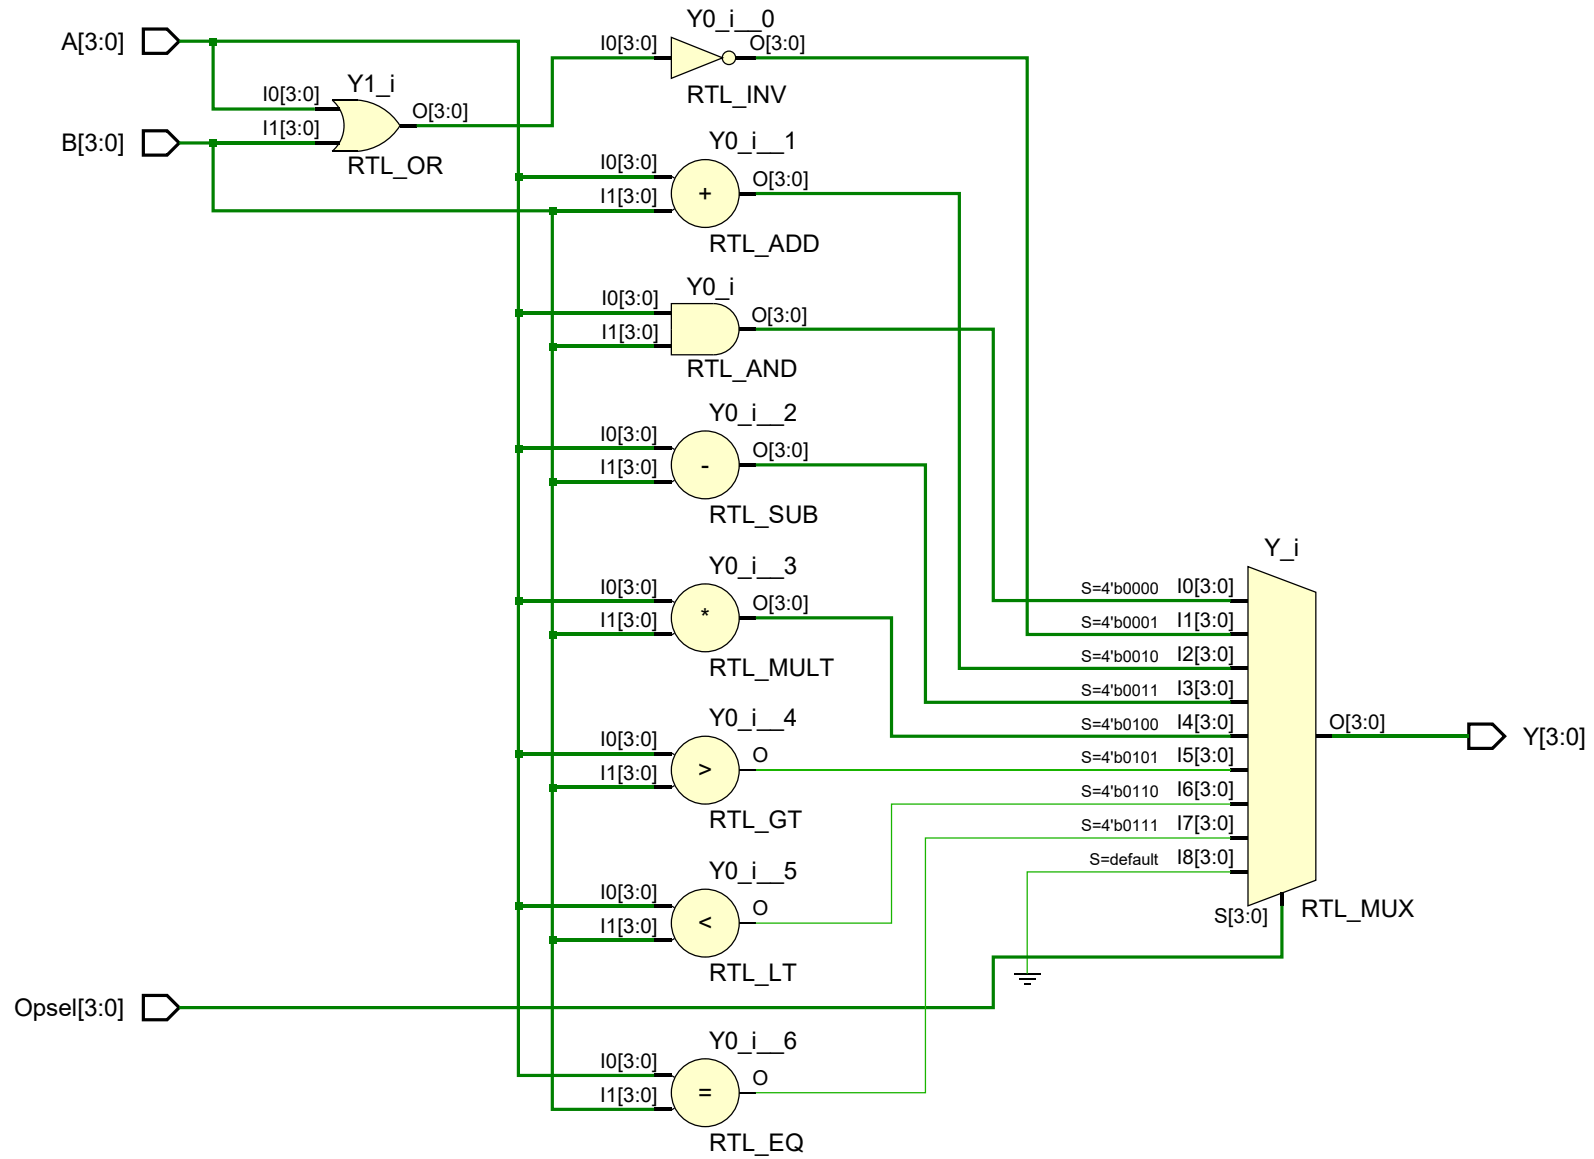 A[3:0]
B[3:0]
I0[3:0]
I1[3:0]
Y1_i
O[3:0]
RTL_OR
Y0_i__0
I0[3:0]
O[3:0]
RTL_INV
Y0_i__1
I0[3:0]
I1[3:0]
+
O[3:0]
RTL_ADD
Y0_i
I0[3:0]
I1[3:0]
O[3:0]
RTL_AND
Y0_i__2
I0[3:0]
I1[3:0]
-
O[3:0]
RTL_SUB
Y0_i__3
I0[3:0]
I1[3:0]
*
O[3:0]
RTL_MULT
Y0_i__4
I0[3:0]
I1[3:0]
>
O
RTL_GT
Y0_i__5
I0[3:0]
I1[3:0]
<
O
RTL_LT
Opsel[3:0]
Y0_i__6
I0[3:0]
I1[3:0]
=
O
RTL_EQ
Y_i
S=4'b0000 I0[3:0]
S=4'b0001 I1[3:0]
S=4'b0010 I2[3:0]
S=4'b0011 I3[3:0]
S=4'b0100 I4[3:0]
S=4'b0101 I5[3:0]
S=4'b0110 I6[3:0]
S=4'b0111 I7[3:0]
S=default I8[3:0]
S[3:0]
RTL_MUX
O[3:0]
Y[3:0]